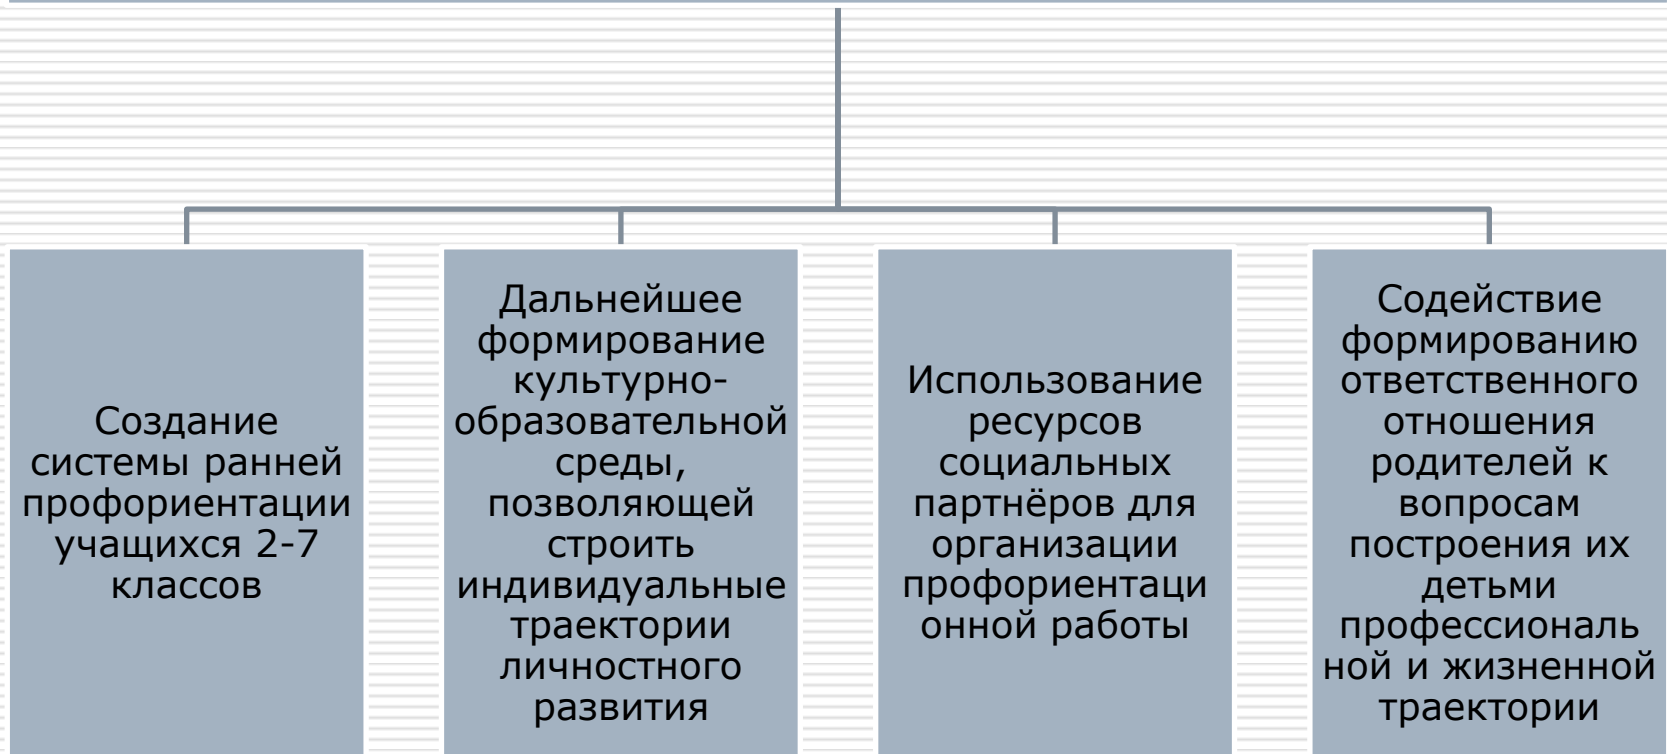 Создание
системы ранней
профориентации
учащихся 2-7
классов
Дальнейшее
формирование
культурно-
образовательной
среды,
позволяющей
строить
индивидуальные
траектории
личностного
развития
Использование
ресурсов
социальных
партнёров для
организации
профориентаци
онной работы
Содействие
формированию
ответственного
отношения
родителей к
вопросам
построения их
детьми
профессиональ
ной и жизненной
траектории